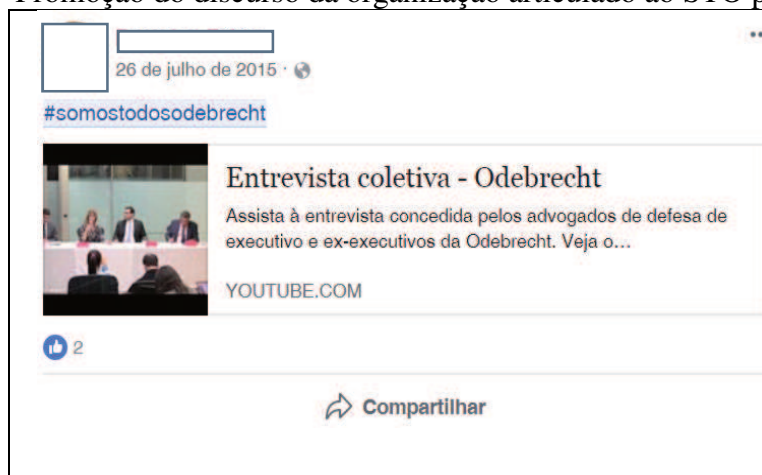 Promoção do discurso da organização articulado ao STO p
26 de julho de 2015 ·
#somostodosodebrecht
Entrevista coletiva - Odebrecht
Assista à entrevista concedida pelos advogados de defesa de
executivo e ex-executivos da Odebrecht. Veja o...
YOUTUBE.COM
2
Compartilhar